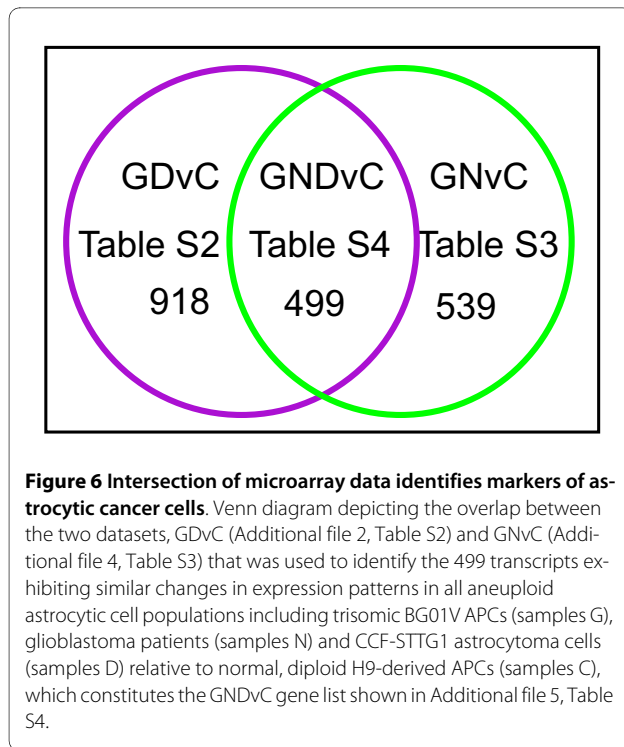 GDvC GNDvC GNvC
Table S2 Table S4 Table S3
918 499 539
Figure 6 Intersection of microarray data identifies markers of as-
trocytic cancer cells. Venn diagram depicting the overlap between
the two datasets, GDvC (Additional file 2, Table S2) and GNvC (Addi-
tional file 4, Table S3) that was used to identify the 499 transcripts ex-
hibiting similar changes in expression patterns in all aneuploid
astrocytic cell populations including trisomic BG01V APCs (samples G),
glioblastoma patients (samples N) and CCF-STTG1 astrocytoma cells
(samples D) relative to normal, diploid H9-derived APCs (samples C),
which constitutes the GNDvC gene list shown in Additional file 5, Table
S4.